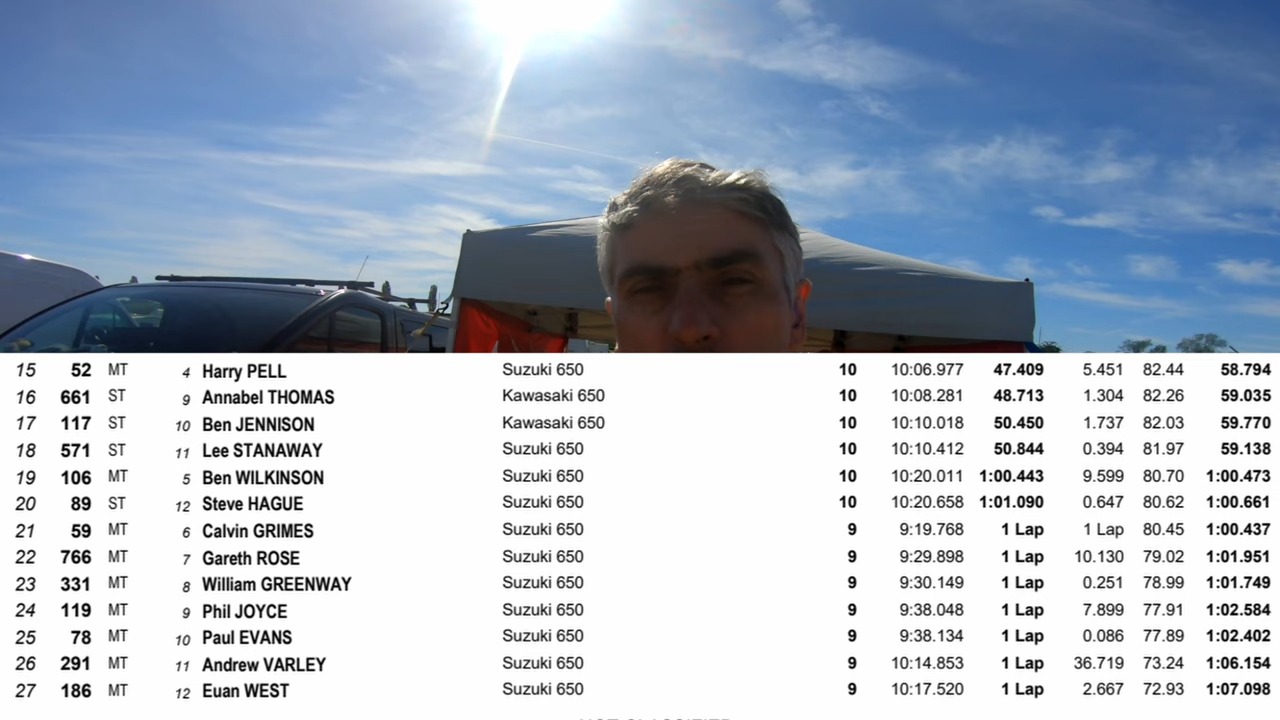 15 52 MT 4 Harry PELL Suzuki 650 10 10:06.977 47.409 5.451 82.44 58.794
16 661 ST 9 Annabel THOMAS Kawasaki 650 10 10:08.281 48.713 1.304 82.26 59.035
17 117 ST 10 Ben JENNISON Kawasaki 650 10 10:10.018 50.450 1.737 82.03 59.770
18 571 ST 11 Lee STANAWAY Suzuki 650 10 10:10.412 50.844 0.394 81.97 59.138
19 106 MT 5 Ben WILKINSON Suzuki 650 10 10:20.011 1:00.443 9.599 80.70 1:00.473
20 89 ST 12 Steve HAGUE Suzuki 650 10 10:20.658 1:01.090 0.647 80.62 1:00.661
21 59 MT 6 Calvin GRIMES Suzuki 650 9 9:19.768 1 Lap 1 Lap 80.45 1:00.437
22 766 MT 7 Gareth ROSE Suzuki 650 9 9:29.898 1 Lap 10.130 79.02 1:01.951
23 331 MT 8 William GREENWAY Suzuki 650 9 9:30.149 1 Lap 0.251 78.99 1:01.749
24 119 MT 9 Phil JOYCE Suzuki 650 9 9:38.048 1 Lap 7.899 77.91 1:02.584
25 78 MT 10 Paul EVANS Suzuki 650 9 9:38.134 1 Lap 0.086 77.89 1:02.402
26 291 MT 11 Andrew VARLEY Suzuki 650 9 10:14.853 1 Lap 36.719 73.24 1:06.154
27 186 MT 12 Euan WEST Suzuki 650 9 10:17.520 1 Lap 2.667 72.93 1:07.098